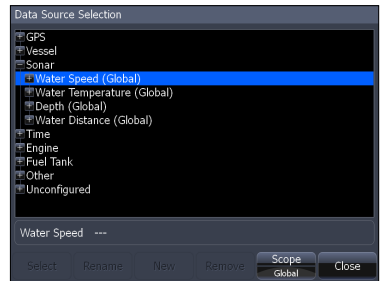 Data Source Selection
GPS
Vessel
Sonar
Water Speed (Global)
Water Temperature (Global)
Depth (Global)
Water Distance (Global)
Time
Engine
Fuel Tank
Other
Unconfigured
Water Speed ---
Select Rename New Remove Scope Close
Global